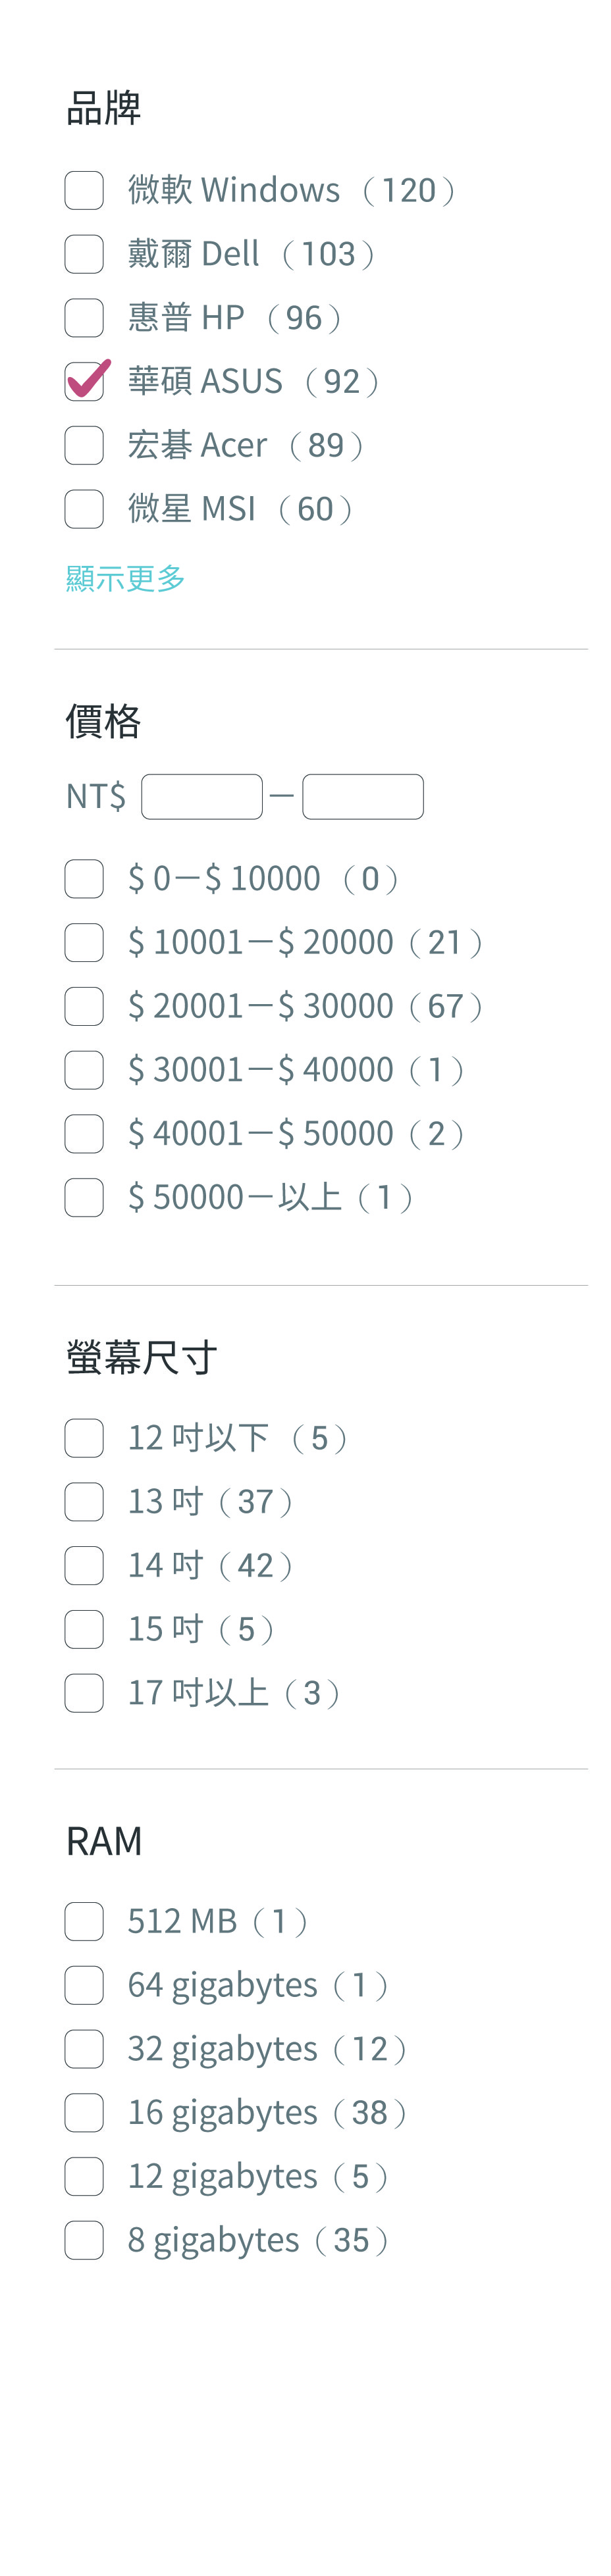 品牌
微軟 Windows （120）
戴爾 Dell （103）
惠普 HP （96）
華碩 ASUS （92）
宏碁 Acer （89）
微星 MSI （60）
顯示更多
價格
NT$ —
$ 0—$ 10000 （0）
$ 10001—$ 20000（21）
$ 20001—$ 30000（67）
$ 30001—$ 40000（1）
$ 40001—$ 50000（2）
$ 50000—以上（1）
螢幕尺寸
12 吋以下 （5）
13 吋（37）
14 吋（42）
15 吋（5）
17 吋以上（3）
RAM
512 MB（1）
64 gigabytes（1）
32 gigabytes（12）
16 gigabytes（38）
12 gigabytes（5）
8 gigabytes（35）